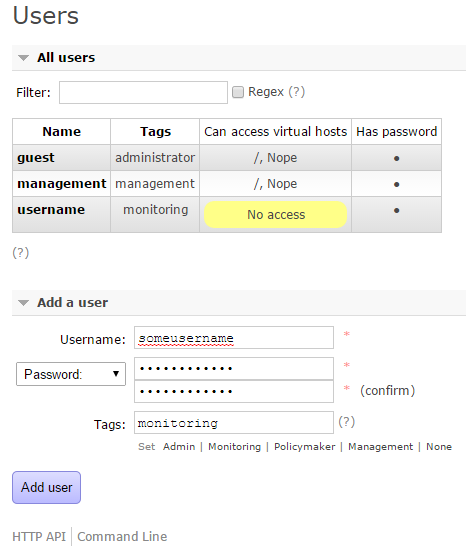 Users
All users
Filter: Regex (?)
Name Tags Can access virtual hosts Has password
guest administrator /, Nope ●
management management /, Nope ●
username monitoring No access ●
(?)
Add a user
Username: someusername *
Password: •••••••••••• *
•••••••••••• * (confirm)
Tags: monitoring (?)
Set Admin | Monitoring | Policymaker | Management | None
Add user
HTTP API Command Line